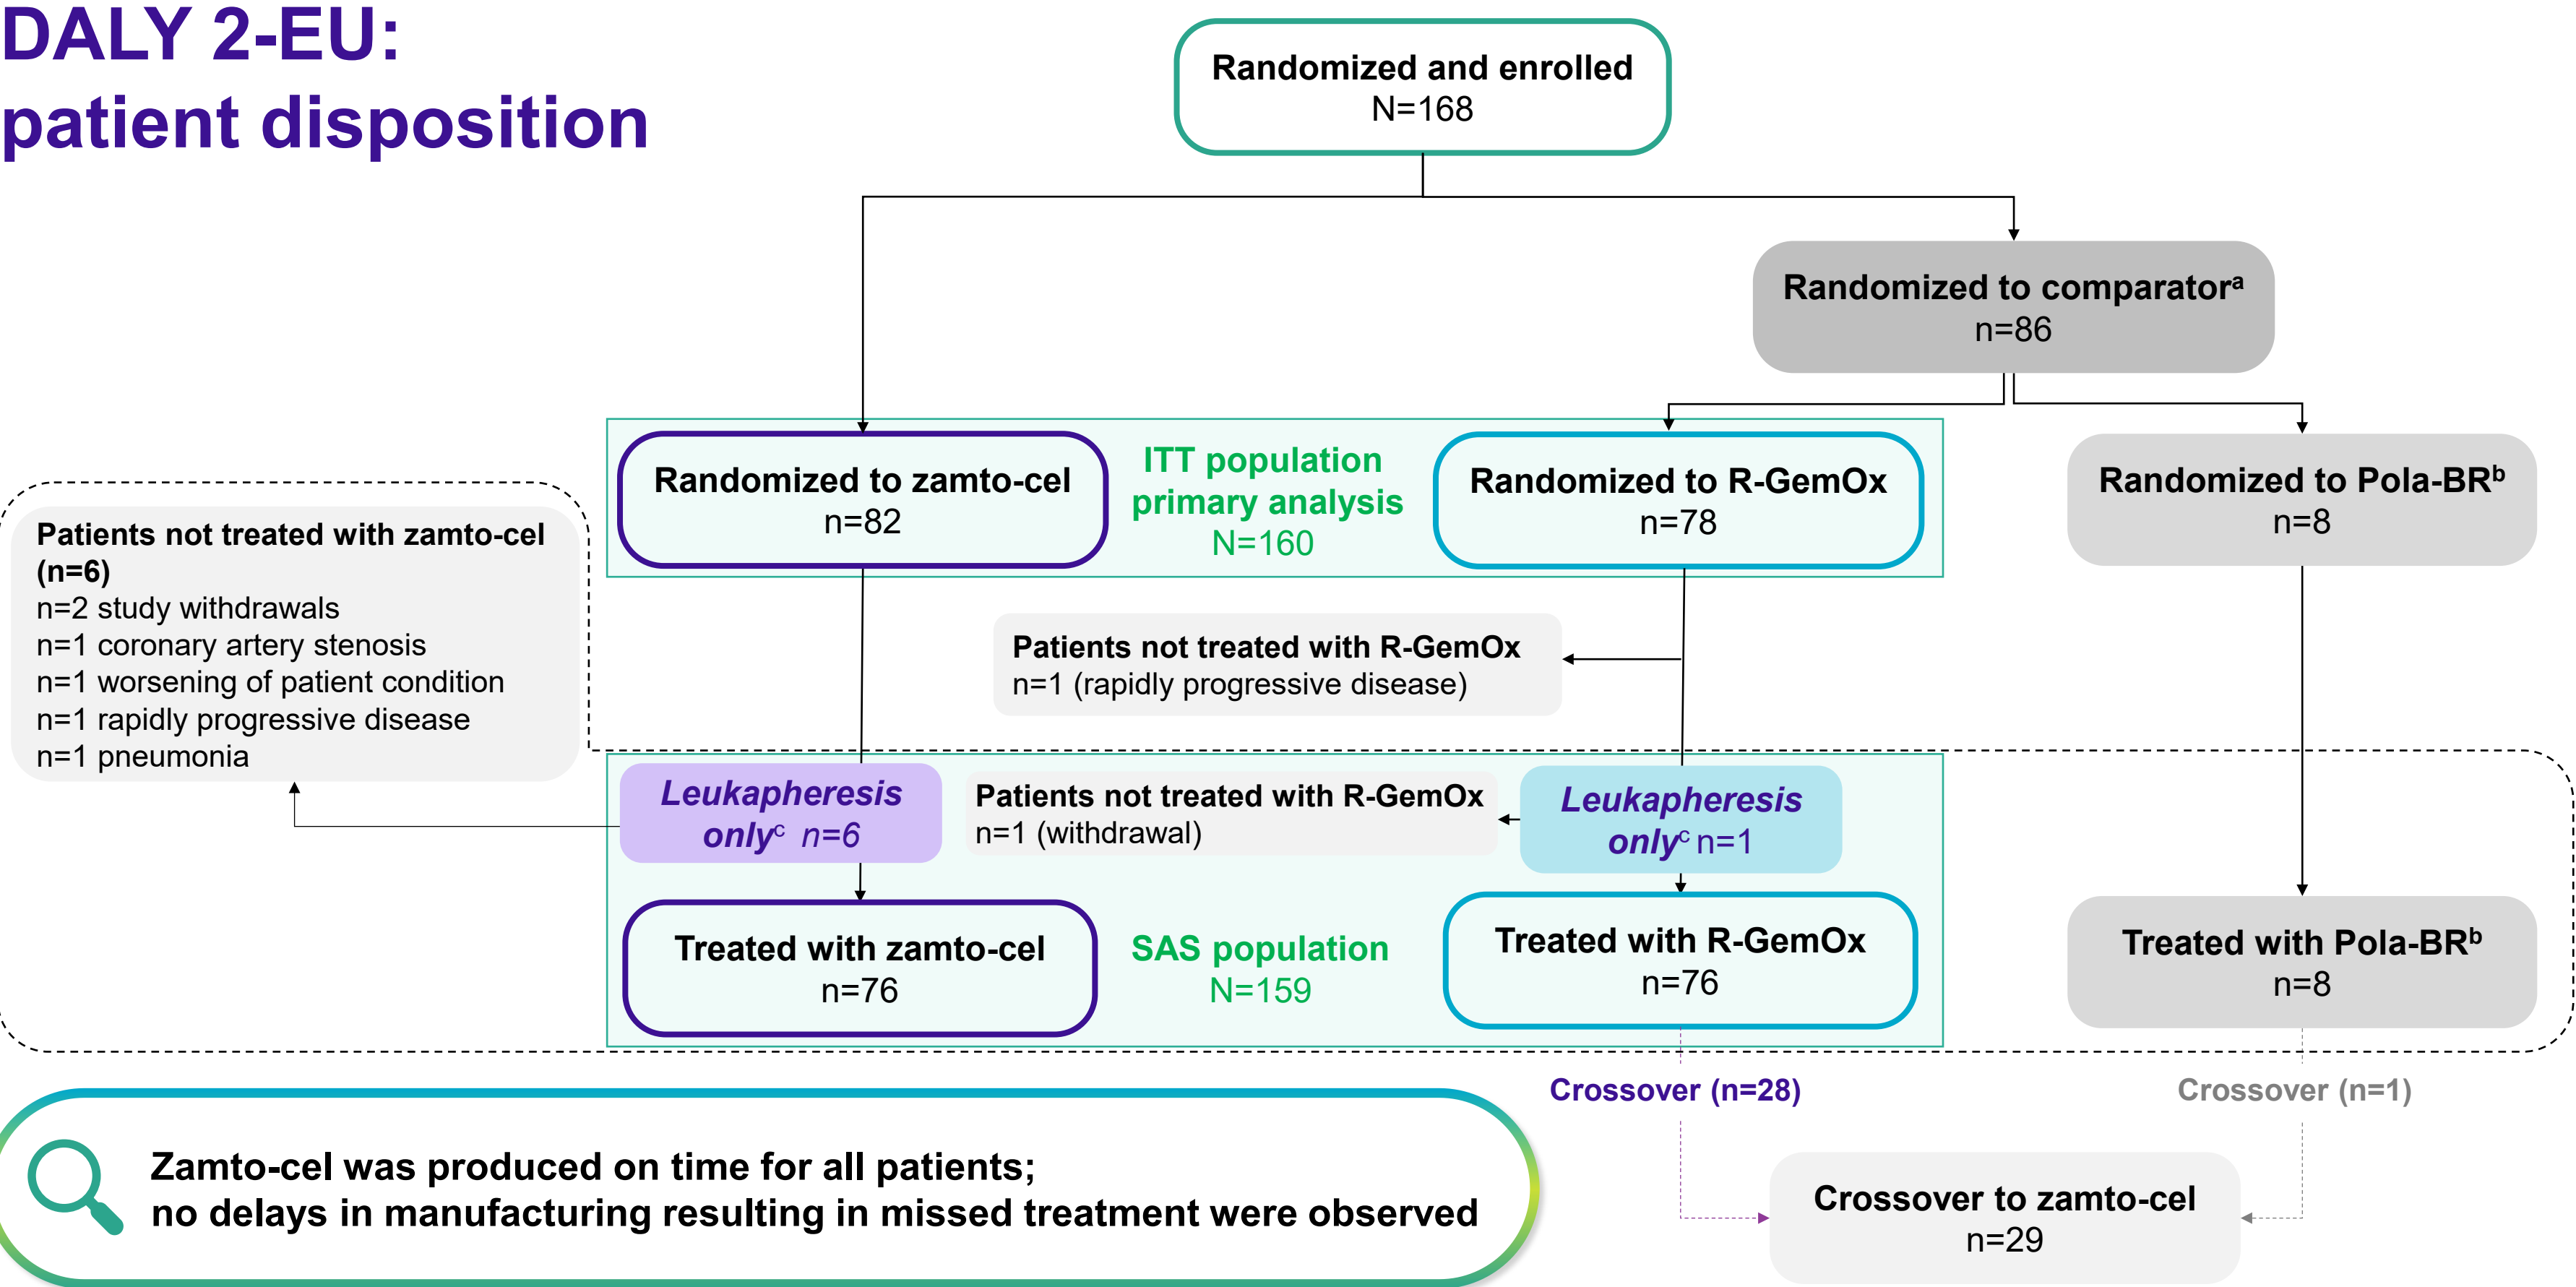 DALY 2-EU:
patient disposition
Randomized and enrolled
N=168
Randomized to comparatorᵃ
n=86
Randomized to zamto-cel
n=82
ITT population
primary analysis
N=160
Randomized to R-GemOx
n=78
Randomized to Pola-BRᵇ
n=8
Patients not treated with zamto-cel
(n=6)
n=2 study withdrawals
n=1 coronary artery stenosis
n=1 worsening of patient condition
n=1 rapidly progressive disease
n=1 pneumonia
Patients not treated with R-GemOx
n=1 (rapidly progressive disease)
Leukapheresis
onlyᶜ n=6
Patients not treated with R-GemOx
n=1 (withdrawal)
Leukapheresis
onlyᶜ n=1
Treated with zamto-cel
n=76
SAS population
N=159
Treated with R-GemOx
n=76
Treated with Pola-BRᵇ
n=8
Crossover (n=28)
Crossover (n=1)
Zamto-cel was produced on time for all patients;
no delays in manufacturing resulting in missed treatment were observed
Crossover to zamto-cel
n=29